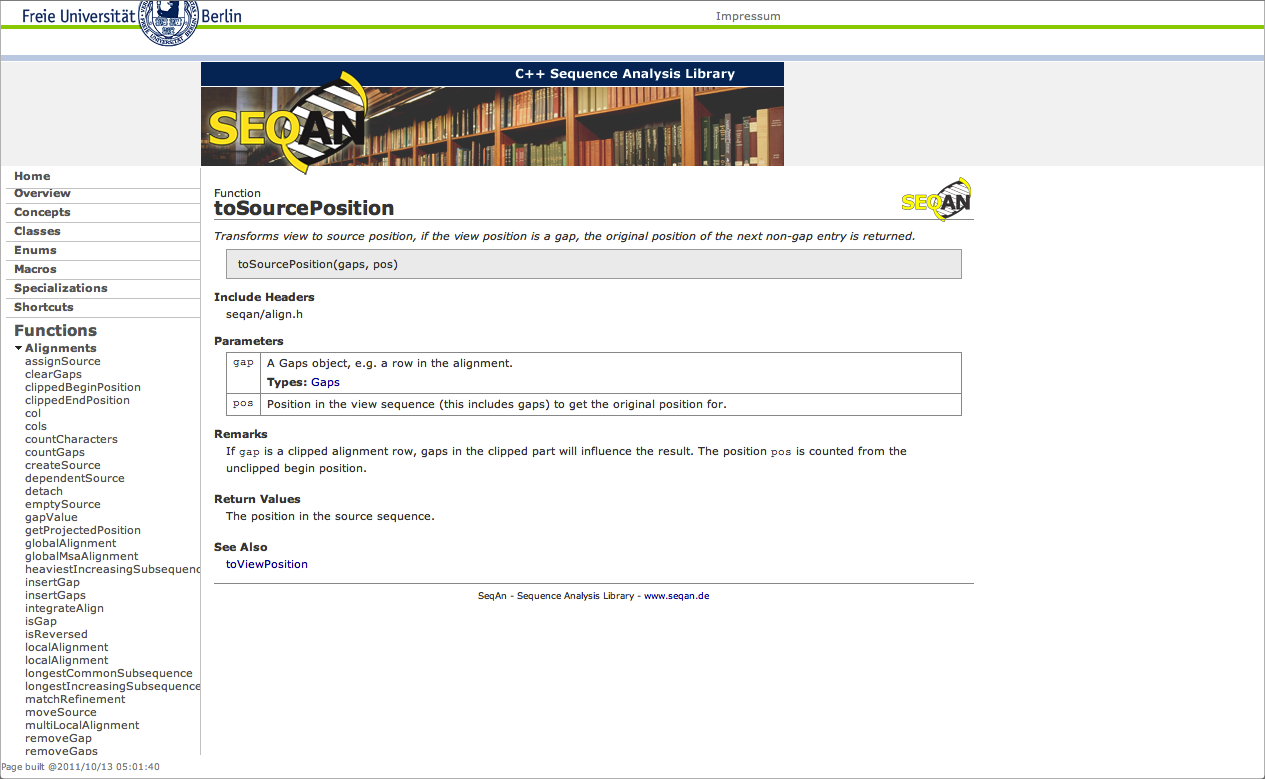 Freie Universität Berlin
Impressum
C++ Sequence Analysis Library
SEQAN
Home
Overview
Concepts
Classes
Enums
Macros
Specializations
Shortcuts
Functions
Alignments
assignSource
clearGaps
clippedBeginPosition
clippedEndPosition
col
cols
countCharacters
countGaps
createSource
dependentSource
detach
emptySource
gapValue
getProjectedPosition
globalAlignment
globalMsaAlignment
heaviestIncreasingSubsequenc
insertGap
insertGaps
integrateAlign
isGap
isReversed
localAlignment
localAlignment
longestCommonSubsequence
longestIncreasingSubsequence
matchRefinement
moveSource
multiLocalAlignment
removeGap
removeGaps
Page built @2011/10/13 05:01:40
Function
toSourcePosition
SEQAN
Transforms view to source position, if the view position is a gap, the original position of the next non-gap entry is returned.
toSourcePosition(gaps, pos)
Include Headers
seqan/align.h
Parameters
gap A Gaps object, e.g. a row in the alignment.
Types: Gaps
pos Position in the view sequence (this includes gaps) to get the original position for.
Remarks
If gap is a clipped alignment row, gaps in the clipped part will influence the result. The position pos is counted from the
unclipped begin position.
Return Values
The position in the source sequence.
See Also
toViewPosition
SeqAn - Sequence Analysis Library - www.seqan.de